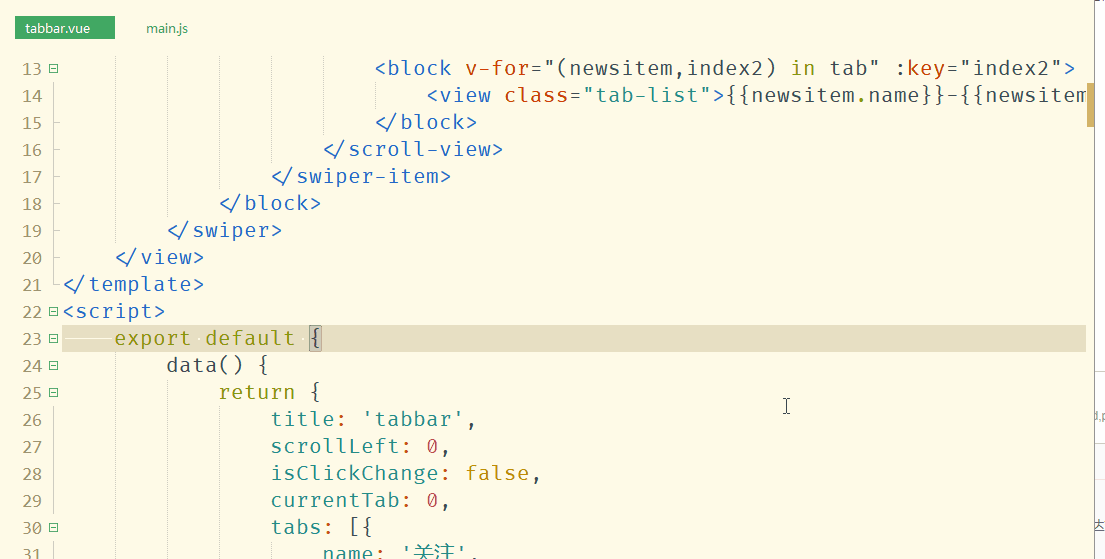 tabbar.vue main.js
13 <block v-for="(newsitem,index2) in tab" :key="index2">
14 <view class="tab-list">{{newsitem.name}}-{{newsitem
15 </block>
16 </scroll-view>
17 </swiper-item>
18 </block>
19 </swiper>
20 </view>
21 </template>
22 <script>
23 export default {
24 data() {
25 return {
26 title: 'tabbar',
27 scrollLeft: 0,
28 isClickChange: false,
29 currentTab: 0,
30 tabs: [{
31 name: '关注',